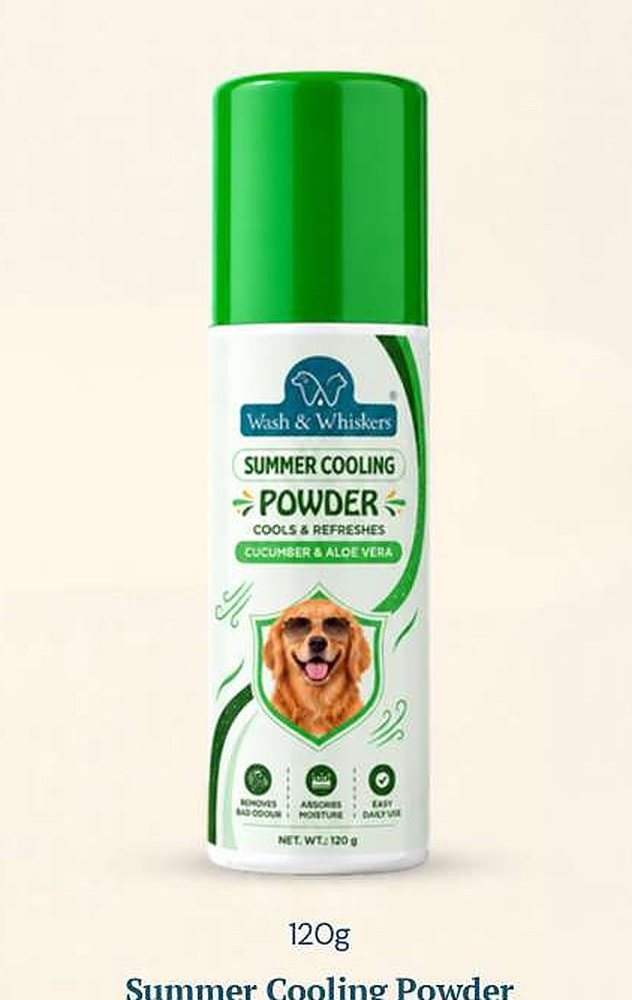 Wash & Whiskers
®
SUMMER COOLING
POWDER
COOLS & REFRESHES
CUCUMBER & ALOE VERA
REMOVES BAD ODOUR
ABSORBS MOISTURE
EASY DAILY USE
NET. WT.: 120 g
120g
Summer Cooling Powder